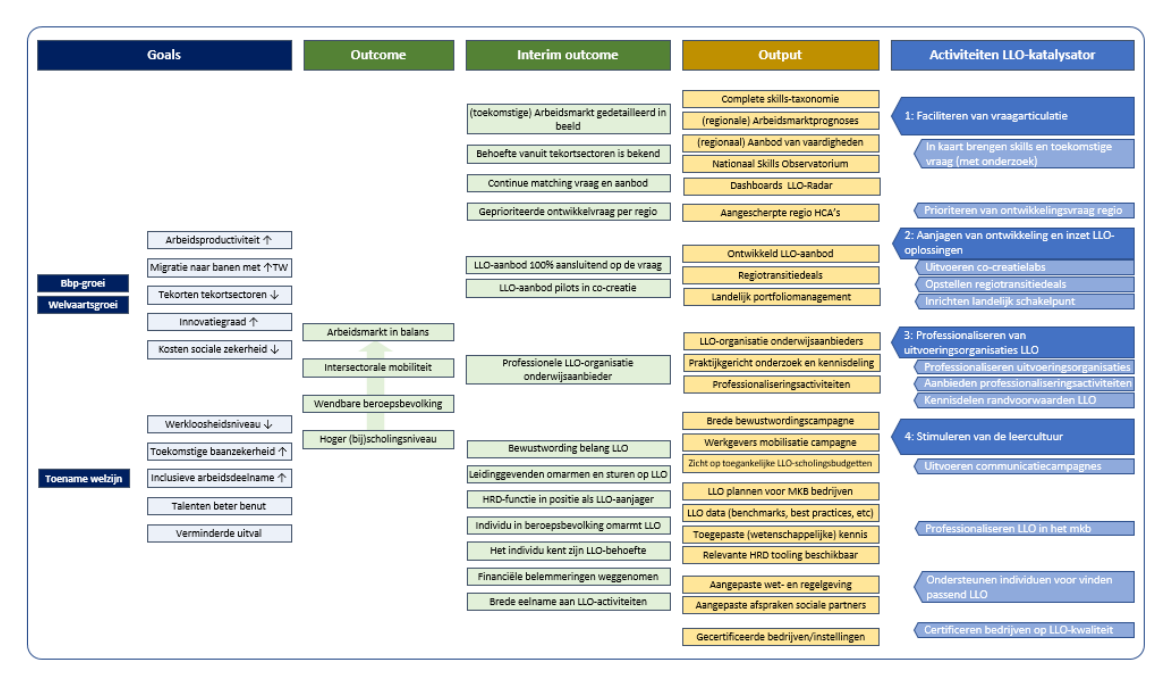 Goals
Outcome
Interim outcome
Output
Activiteiten LLO-katalysator
Bbp-groei
Welvaartsgroei
Toename welzijn
Arbeidsproductiviteit ↑
Migratie naar banen met ↑TW
Tekorten tekortsectoren ↓
Innovatiegraad ↑
Kosten sociale zekerheid ↓
Werkloosheidsniveau ↓
Toekomstige baanzekerheid ↑
Inclusieve arbeidsdeelname ↑
Talenten beter benut
Verminderde uitval
Arbeidsmarkt in balans
Intersectorale mobiliteit
Wendbare beroepsbevolking
Hoger (bij)scholingsniveau
(toekomstige) Arbeidsmarkt gedetailleerd in
beeld
Behoefte vanuit tekortsectoren is bekend
Continue matching vraag en aanbod
Geprioriteerde ontwikkelvraag per regio
LLO-aanbod 100% aansluitend op de vraag
LLO-aanbod pilots in co-creatie
Professionele LLO-organisatie
onderwijsaanbieder
Bewustwording belang LLO
Leidinggevenden omarmen en sturen op LLO
HRD-functie in positie als LLO-aanjager
Individu in beroepsbevolking omarmt LLO
Het individu kent zijn LLO-behoefte
Financiële belemmeringen weggenomen
Brede eelname aan LLO-activiteiten
Complete skills-taxonomie
(regionale) Arbeidsmarktprognoses
(regionaal) Aanbod van vaardigheden
Nationaal Skills Observatorium
Dashboards LLO-Radar
Aangescherpte regio HCA's
Ontwikkeld LLO-aanbod
Regiotransitiedeals
Landelijk portfoliomanagement
LLO-organisatie onderwijsaanbieders
Praktijkgericht onderzoek en kennisdeling
Professionaliseringsactiviteiten
Brede bewustwordingscampagne
Werkgevers mobilisatie campagne
Zicht op toegankelijke LLO-scholingsbudgetten
LLO plannen voor MKB bedrijven
LLO data (benchmarks, best practices, etc)
Toegepaste (wetenschappelijke) kennis
Relevante HRD tooling beschikbaar
Aangepaste wet- en regelgeving
Aangepaste afspraken sociale partners
Gecertificeerde bedrijven/instellingen
1: Faciliteren van vraagarticulatie
In kaart brengen skills en toekomstige
vraag (met onderzoek)
Prioriteren van ontwikkelingsvraag regio
2: Aanjagen van ontwikkeling en inzet LLO-
oplossingen
Uitvoeren co-creatielabs
Opstellen regiotransitiedeals
Inrichten landelijk schakelpunt
3: Professionaliseren van
uitvoeringsorganisaties LLO
Professionaliseren uitvoeringsorganisaties
Aanbieden professionaliseringsactiviteiten
Kennisdelen randvoorwaarden LLO
4: Stimuleren van de leercultuur
Uitvoeren communicatiecampagnes
Professionaliseren LLO in het mkb
Ondersteunen individuen voor vinden
passend LLO
Certificeren bedrijven op LLO-kwaliteit